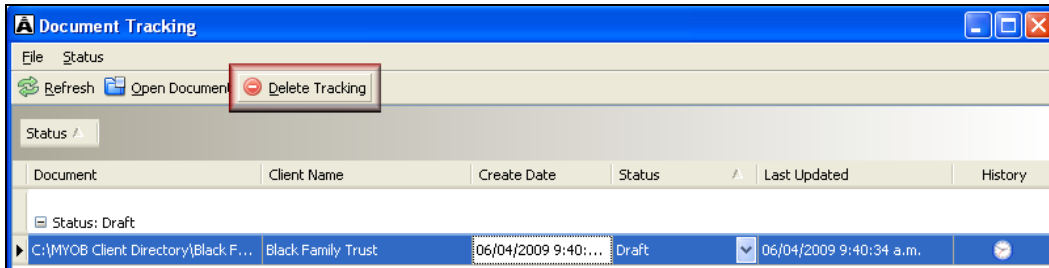 Document Tracking
File Status
Refresh Open Document Delete Tracking
Status
Document Client Name Create Date Status Last Updated History
Status: Draft
C:\MYOB Client Directory\Black F... Black Family Trust 06/04/2009 9:40:... Draft 06/04/2009 9:40:34 a.m.